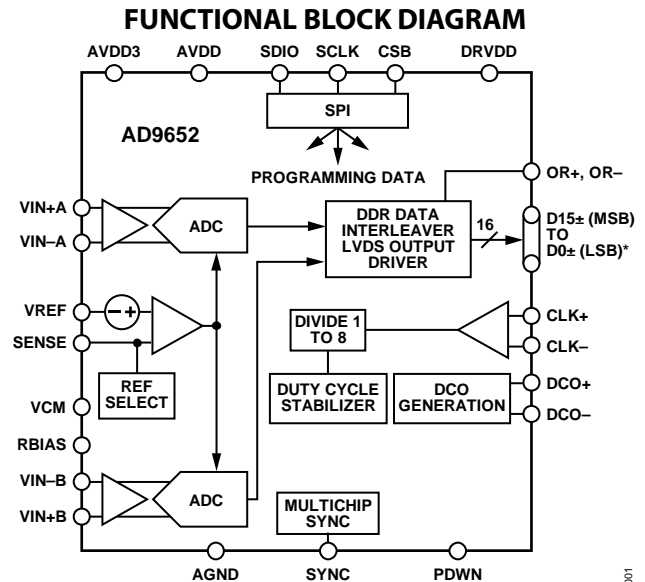 FUNCTIONAL BLOCK DIAGRAM
AVDD3 AVDD SDIO SCLK CSB DRVDD
SPI
AD9652
PROGRAMMING DATA
OR+, OR–
VIN+A
VIN–A
ADC
DDR DATA
INTERLEAVER
LVDS OUTPUT
DRIVER
16
D15± (MSB)
TO
D0± (LSB)*
VREF
SENSE
– +
REF
SELECT
DIVIDE 1
TO 8
CLK+
CLK–
DUTY CYCLE
STABILIZER
DCO
GENERATION
DCO+
DCO–
VCM
RBIAS
VIN–B
VIN+B
ADC
MULTICHIP
SYNC
AGND SYNC PDWN
001